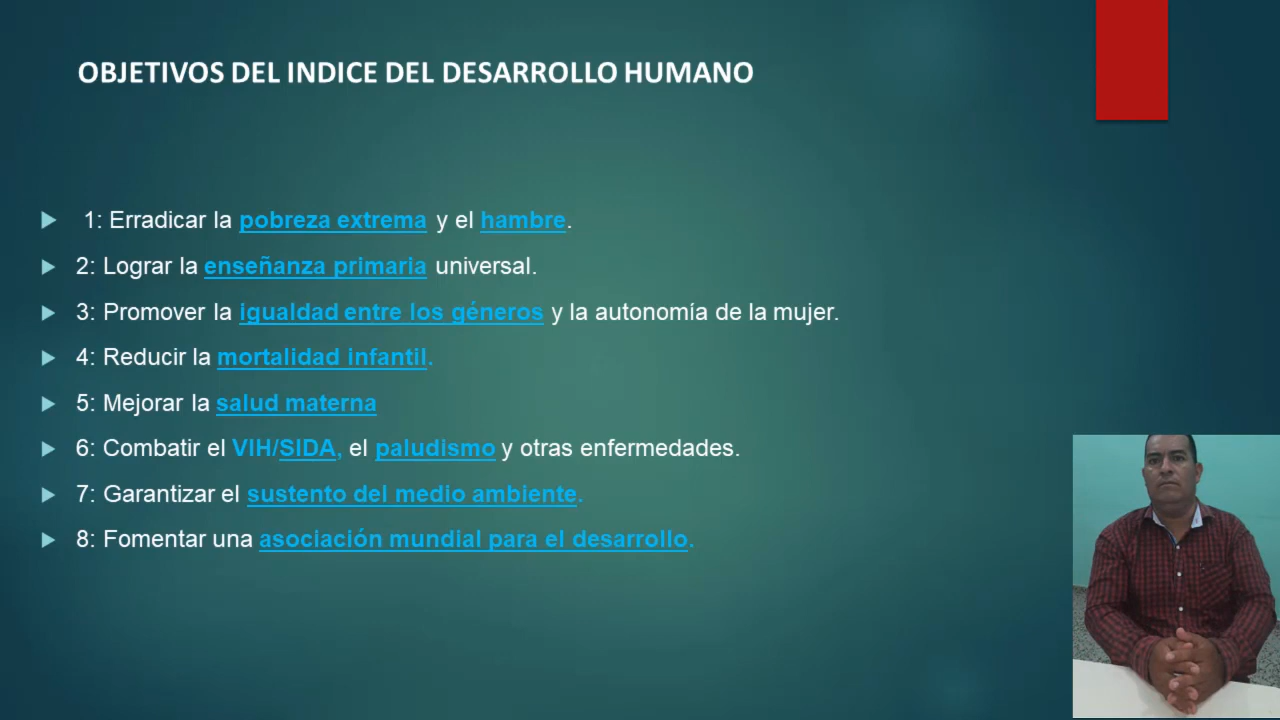 OBJETIVOS DEL INDICE DEL DESARROLLO HUMANO
1: Erradicar la pobreza extrema y el hambre.
2: Lograr la enseñanza primaria universal.
3: Promover la igualdad entre los géneros y la autonomía de la mujer.
4: Reducir la mortalidad infantil.
5: Mejorar la salud materna
6: Combatir el VIH/SIDA, el paludismo y otras enfermedades.
7: Garantizar el sustento del medio ambiente.
8: Fomentar una asociación mundial para el desarrollo.